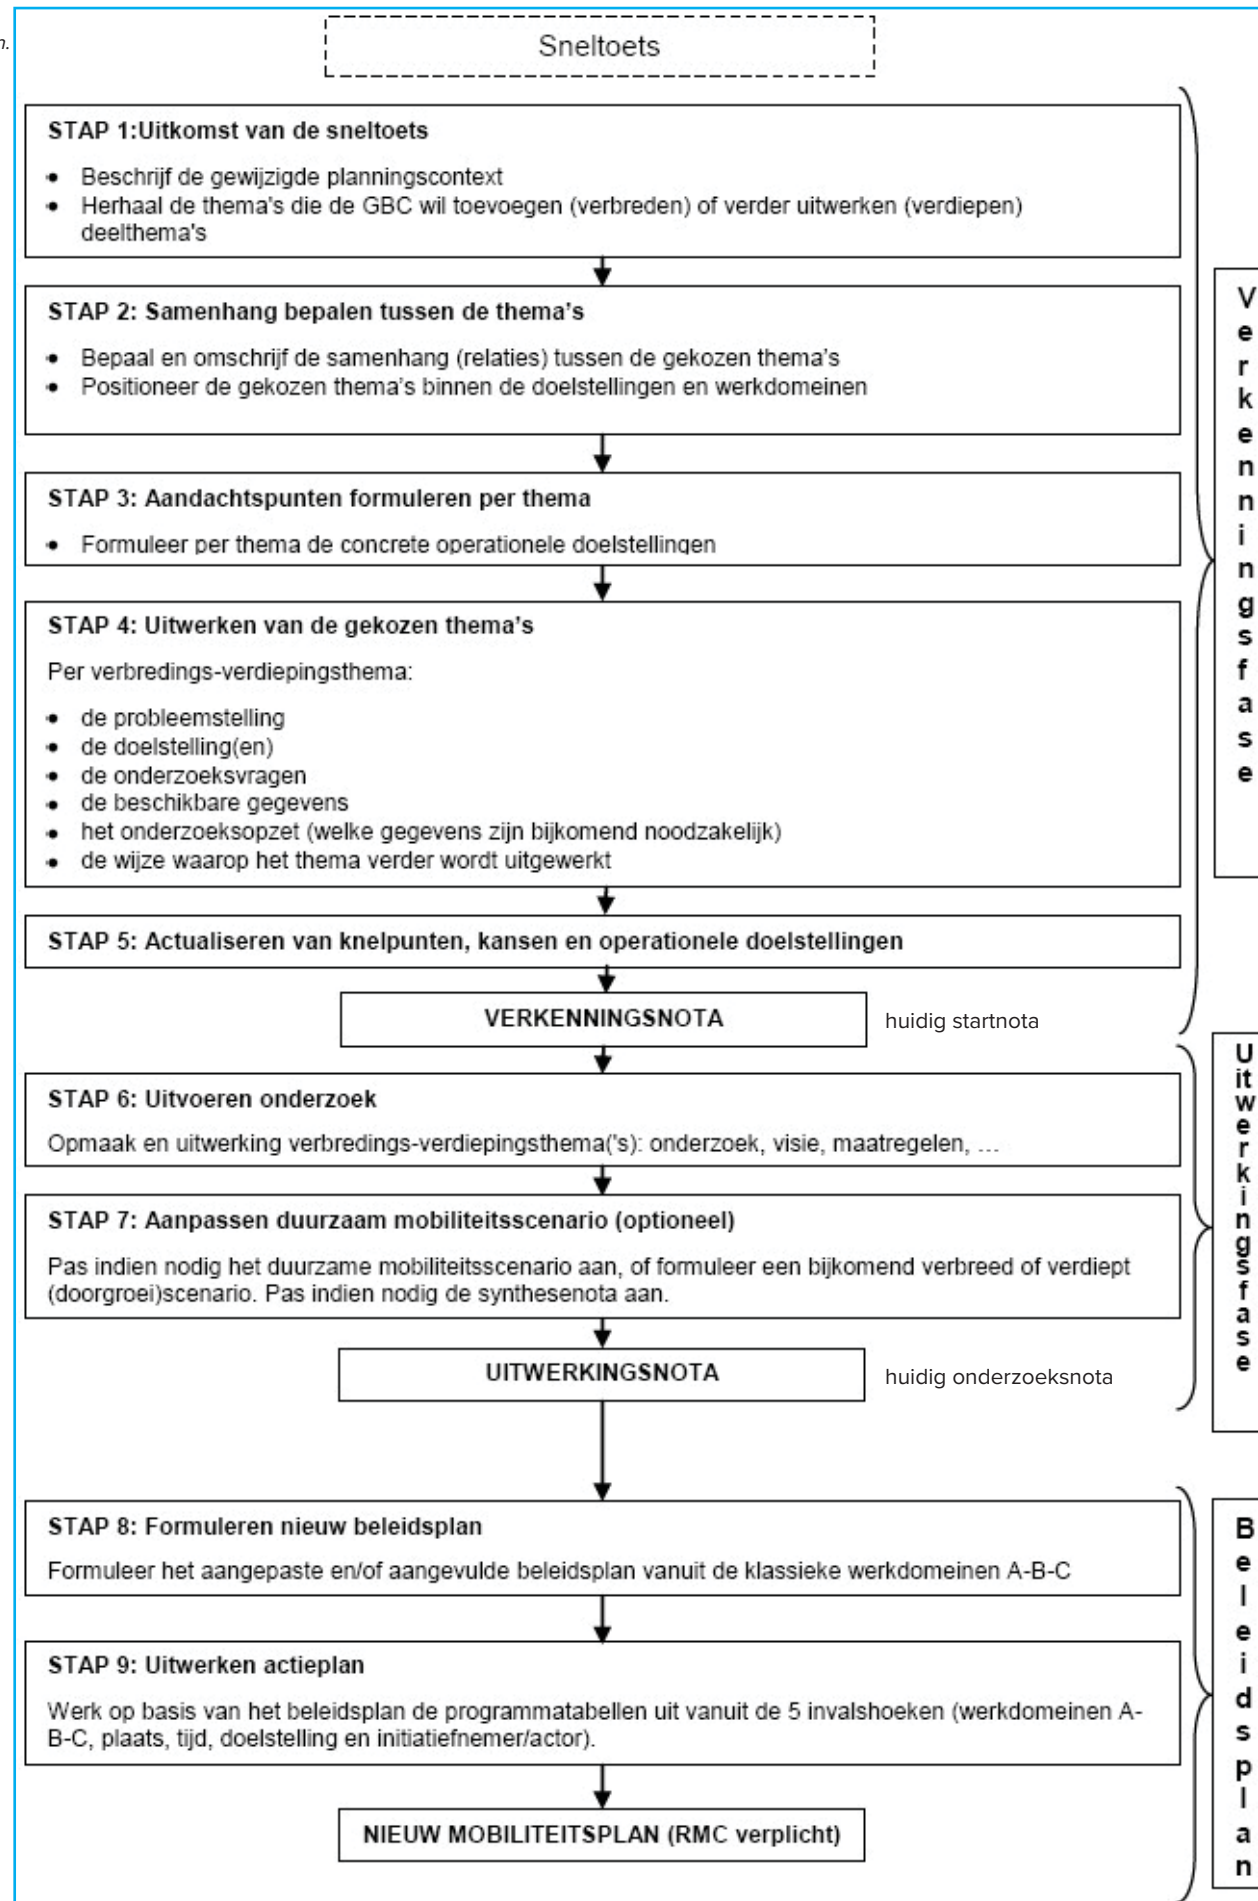 n.
Sneltoets
STAP 1:Uitkomst van de sneltoets
• Beschrijf de gewijzigde planningscontext
• Herhaal de thema's die de GBC wil toevoegen (verbreden) of verder uitwerken (verdiepen)
deelthema's
STAP 2: Samenhang bepalen tussen de thema's
• Bepaal en omschrijf de samenhang (relaties) tussen de gekozen thema's
• Positioneer de gekozen thema's binnen de doelstellingen en werkdomeinen
STAP 3: Aandachtspunten formuleren per thema
• Formuleer per thema de concrete operationele doelstellingen
STAP 4: Uitwerken van de gekozen thema's
Per verbredings-verdiepingsthema:
• de probleemstelling
• de doelstelling(en)
• de onderzoeksvragen
• de beschikbare gegevens
• het onderzoeksopzet (welke gegevens zijn bijkomend noodzakelijk)
• de wijze waarop het thema verder wordt uitgewerkt
STAP 5: Actualiseren van knelpunten, kansen en operationele doelstellingen
VERKENNINGSNOTA
huidig startnota
Verkenningsfase
STAP 6: Uitvoeren onderzoek
Opmaak en uitwerking verbredings-verdiepingsthema('s): onderzoek, visie, maatregelen, ...
STAP 7: Aanpassen duurzaam mobiliteitsscenario (optioneel)
Pas indien nodig het duurzame mobiliteitsscenario aan, of formuleer een bijkomend verbreed of verdiept
(doorgroei)scenario. Pas indien nodig de synthesenota aan.
UITWERKINGSNOTA
huidig onderzoeksnota
Uitwerkingsfase
STAP 8: Formuleren nieuw beleidsplan
Formuleer het aangepaste en/of aangevulde beleidsplan vanuit de klassieke werkdomeinen A-B-C
STAP 9: Uitwerken actieplan
Werk op basis van het beleidsplan de programmatabellen uit vanuit de 5 invalshoeken (werkdomeinen A-
B-C, plaats, tijd, doelstelling en initiatiefnemer/actor).
NIEUW MOBILITEITSPLAN (RMC verplicht)
Beleidsplan